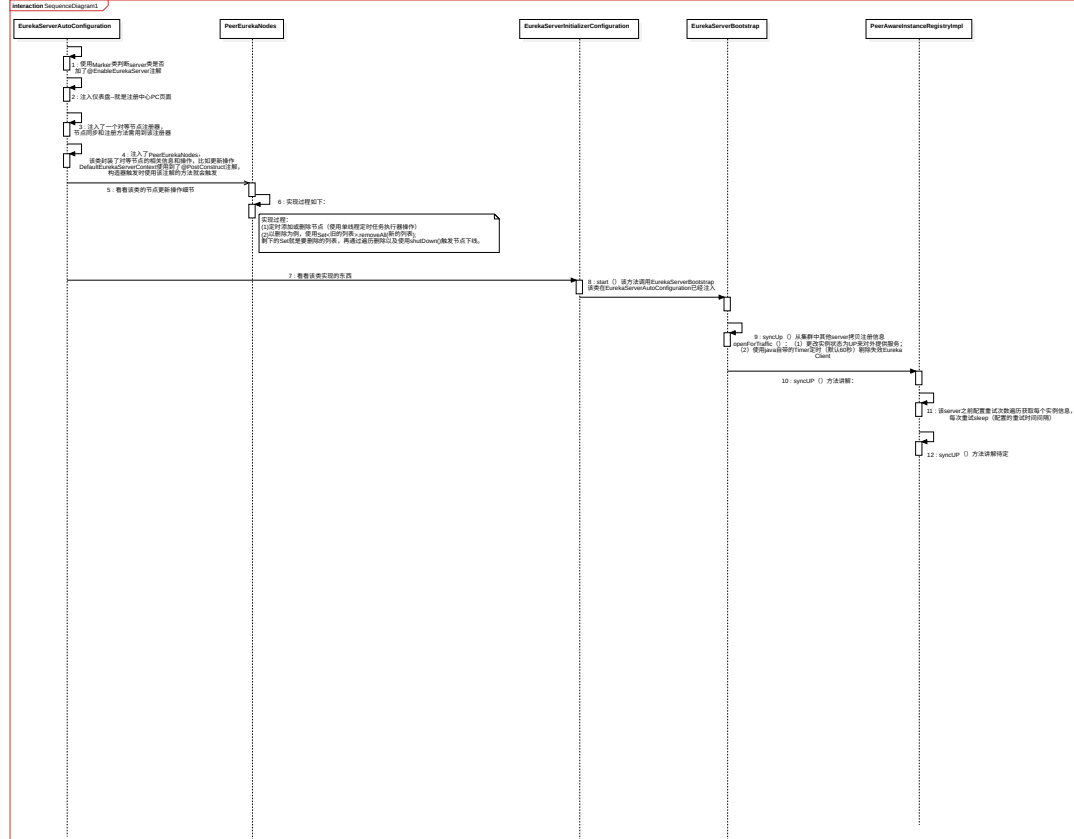 interaction SequenceDiagram1
EurekaServerAutoConfiguration
PeerEurekaNodes
EurekaServerInitializerConfiguration
EurekaServerBootstrap
PeerAwareInstanceRegistryImpl
1 : 使用Marker类判断server类是否
加了@EnableEurekaServer注解
2 : 注入仪表盘--就是注册中心PC页面
3 : 注入了一个对等节点注册器，
节点同步和注册方法需用到该注册器
4 : 注入了PeerEurekaNodes，
该类封装了对等节点的相关信息和操作，比如更新操作
DefaultEurekaServerContext使用到了@PostConstruct注解，
构造器触发时使用该注解的方法就会触发
5 : 看看该类的节点更新操作细节
6 : 实现过程如下：
实现过程：
(1)定时添加或删除节点（使用单线程定时任务执行器操作）
(2)以删除为例，使用Set<旧的列表>.removeAll(新的列表);
剩下的Set就是要删除的列表，再通过遍历删除以及使用shutDown()触发节点下线。
7 : 看看该类实现的东西
8 : start（）该方法调用EurekaServerBootstrap
该类在EurekaServerAutoConfiguration已经注入
9 : syncUp（）从集群中其他server拷贝注册信息
openForTraffic（）：（1）更改实例状态为UP来对外提供服务；
（2）使用java自带的Timer定时（默认60秒）剔除失效Eureka
Client
10 : syncUP（）方法讲解：
11 : 该server之前配置重试次数遍历获取每个实例信息，
每次重试sleep（配置的重试时间间隔）
12 : syncUP（）方法讲解待定